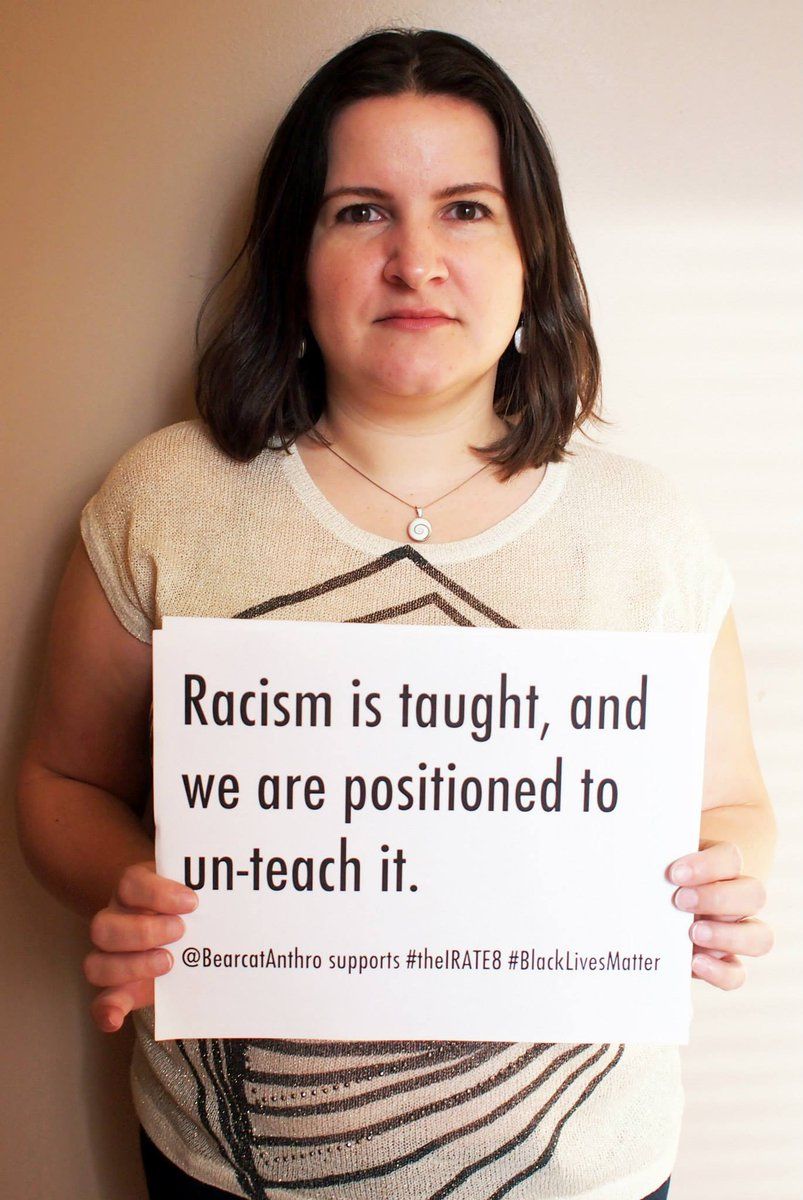 Racism is taught, and
we are positioned to
un-teach it.
@BearcatAnthro supports #theIRATE8 #BlackLivesMatter